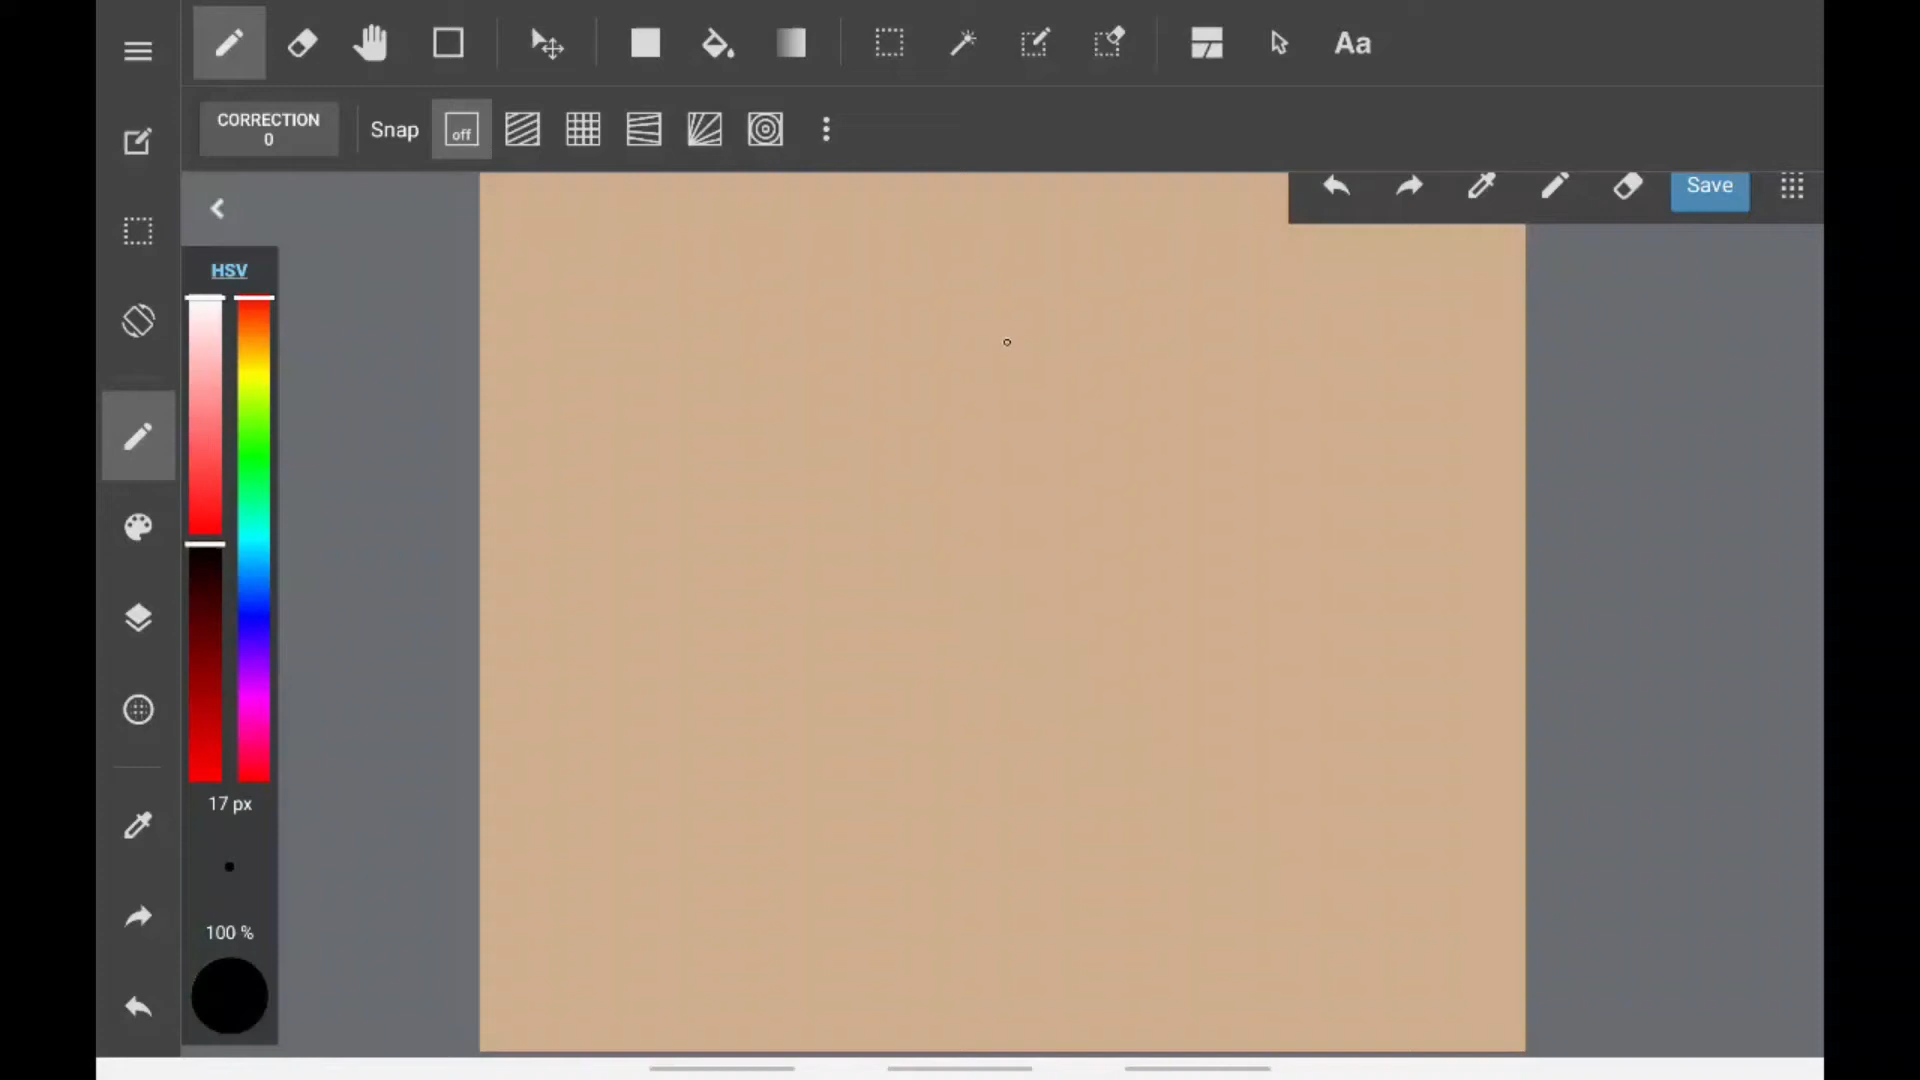 Aa
CORRECTION
0
Snap
off
Save
HSV
17 px
100 %